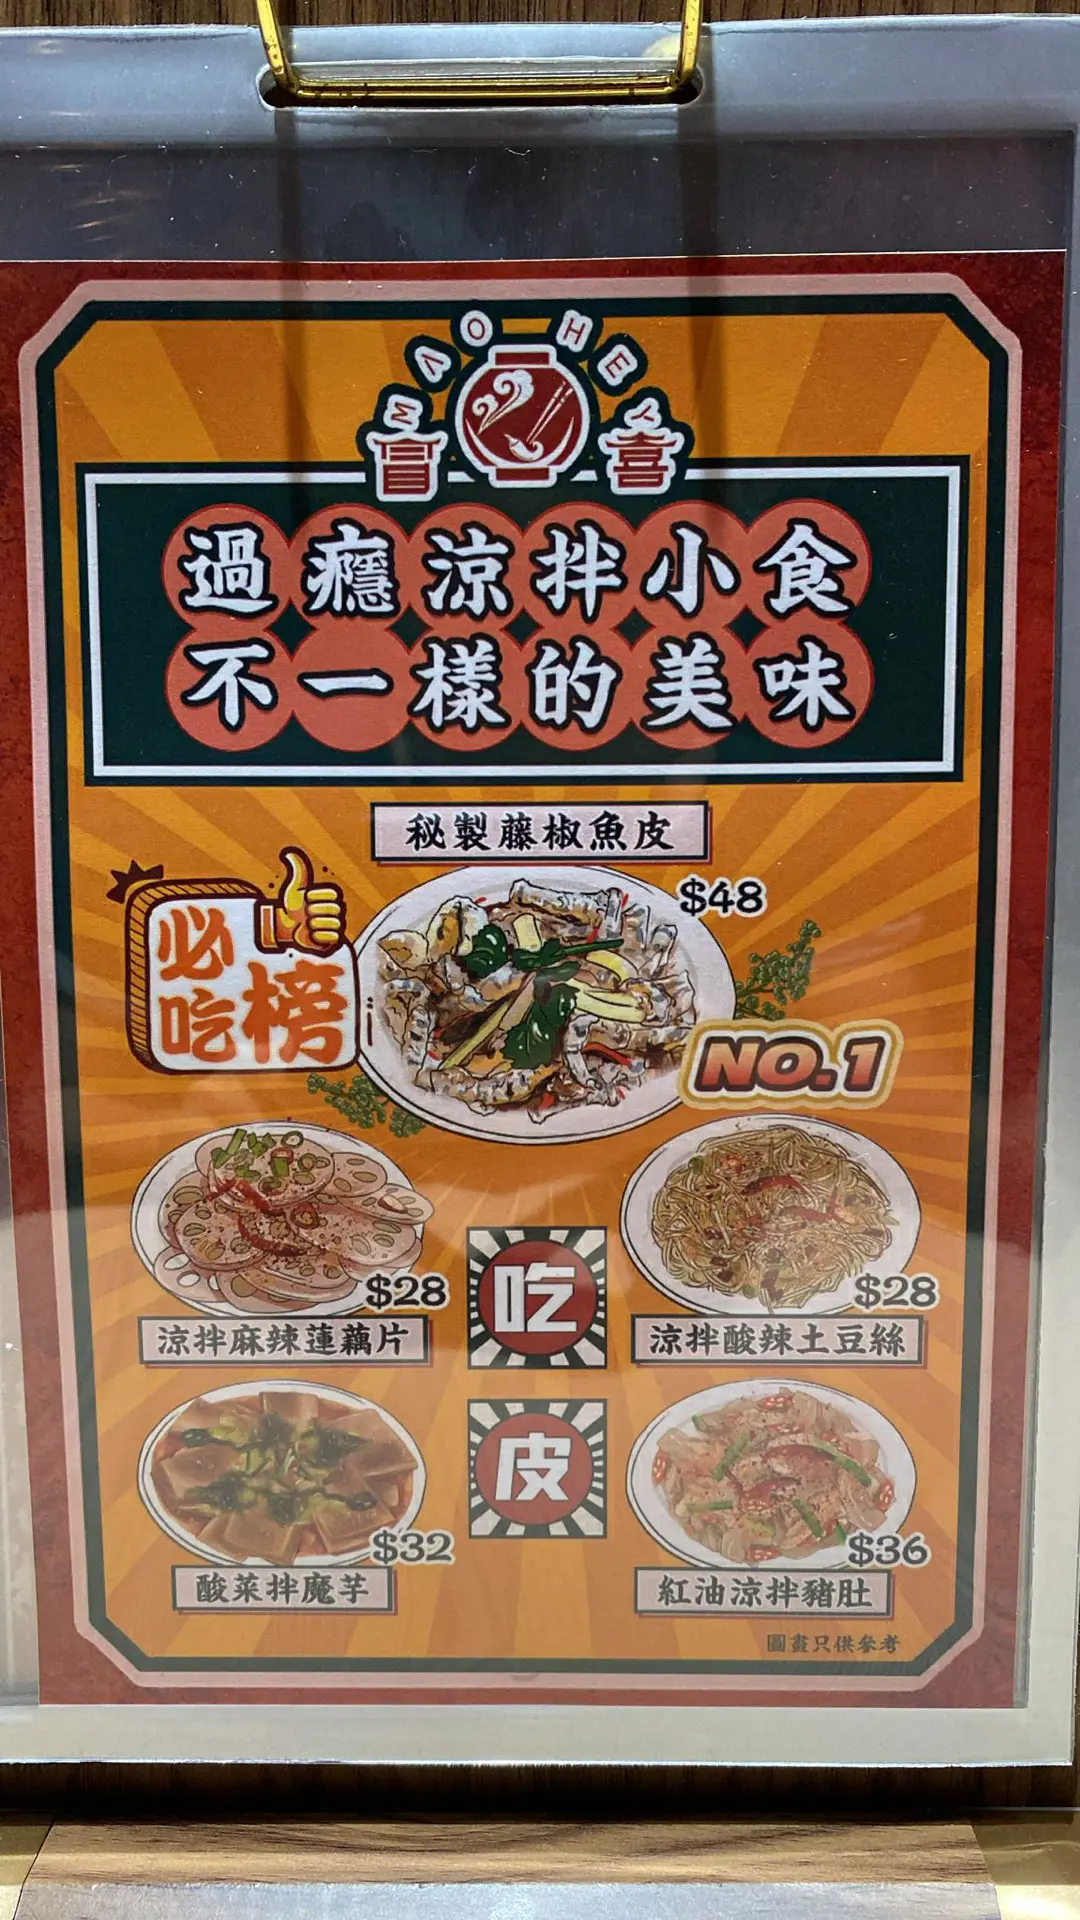 MAO HEY
冒 喜
過癮涼拌小食
不一樣的美味
秘製藤椒魚皮
$48
必吃榜
NO.1
$28
$28
涼拌麻辣蓮藕片
吃
涼拌酸辣土豆絲
皮
$32
$36
酸菜拌魔芋
紅油涼拌豬肚
圖畫只供參考